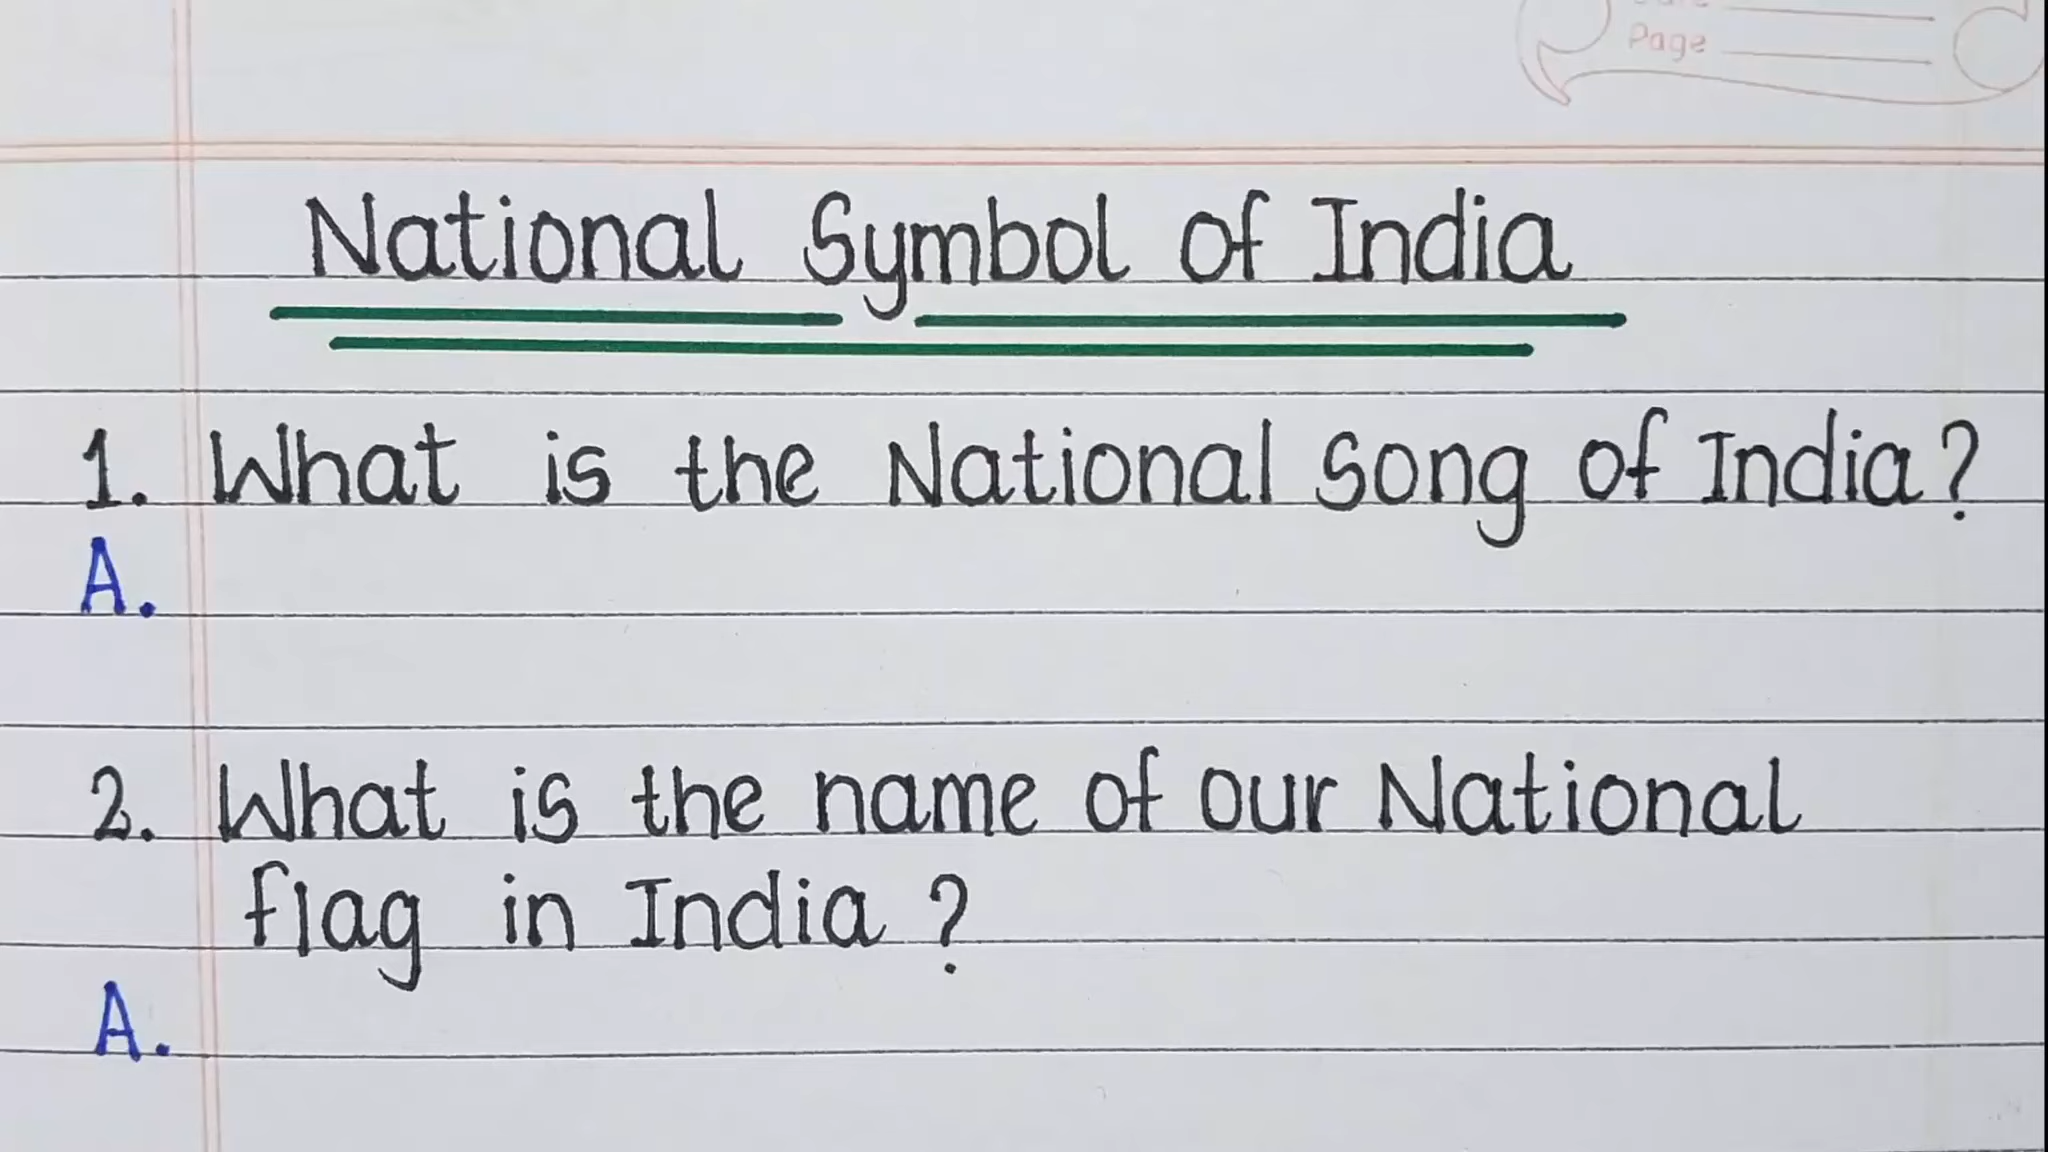 Page
National Symbol of India
1. What is the National Song of India?
A.
2. What is the name of our National
flag in India ?
A.